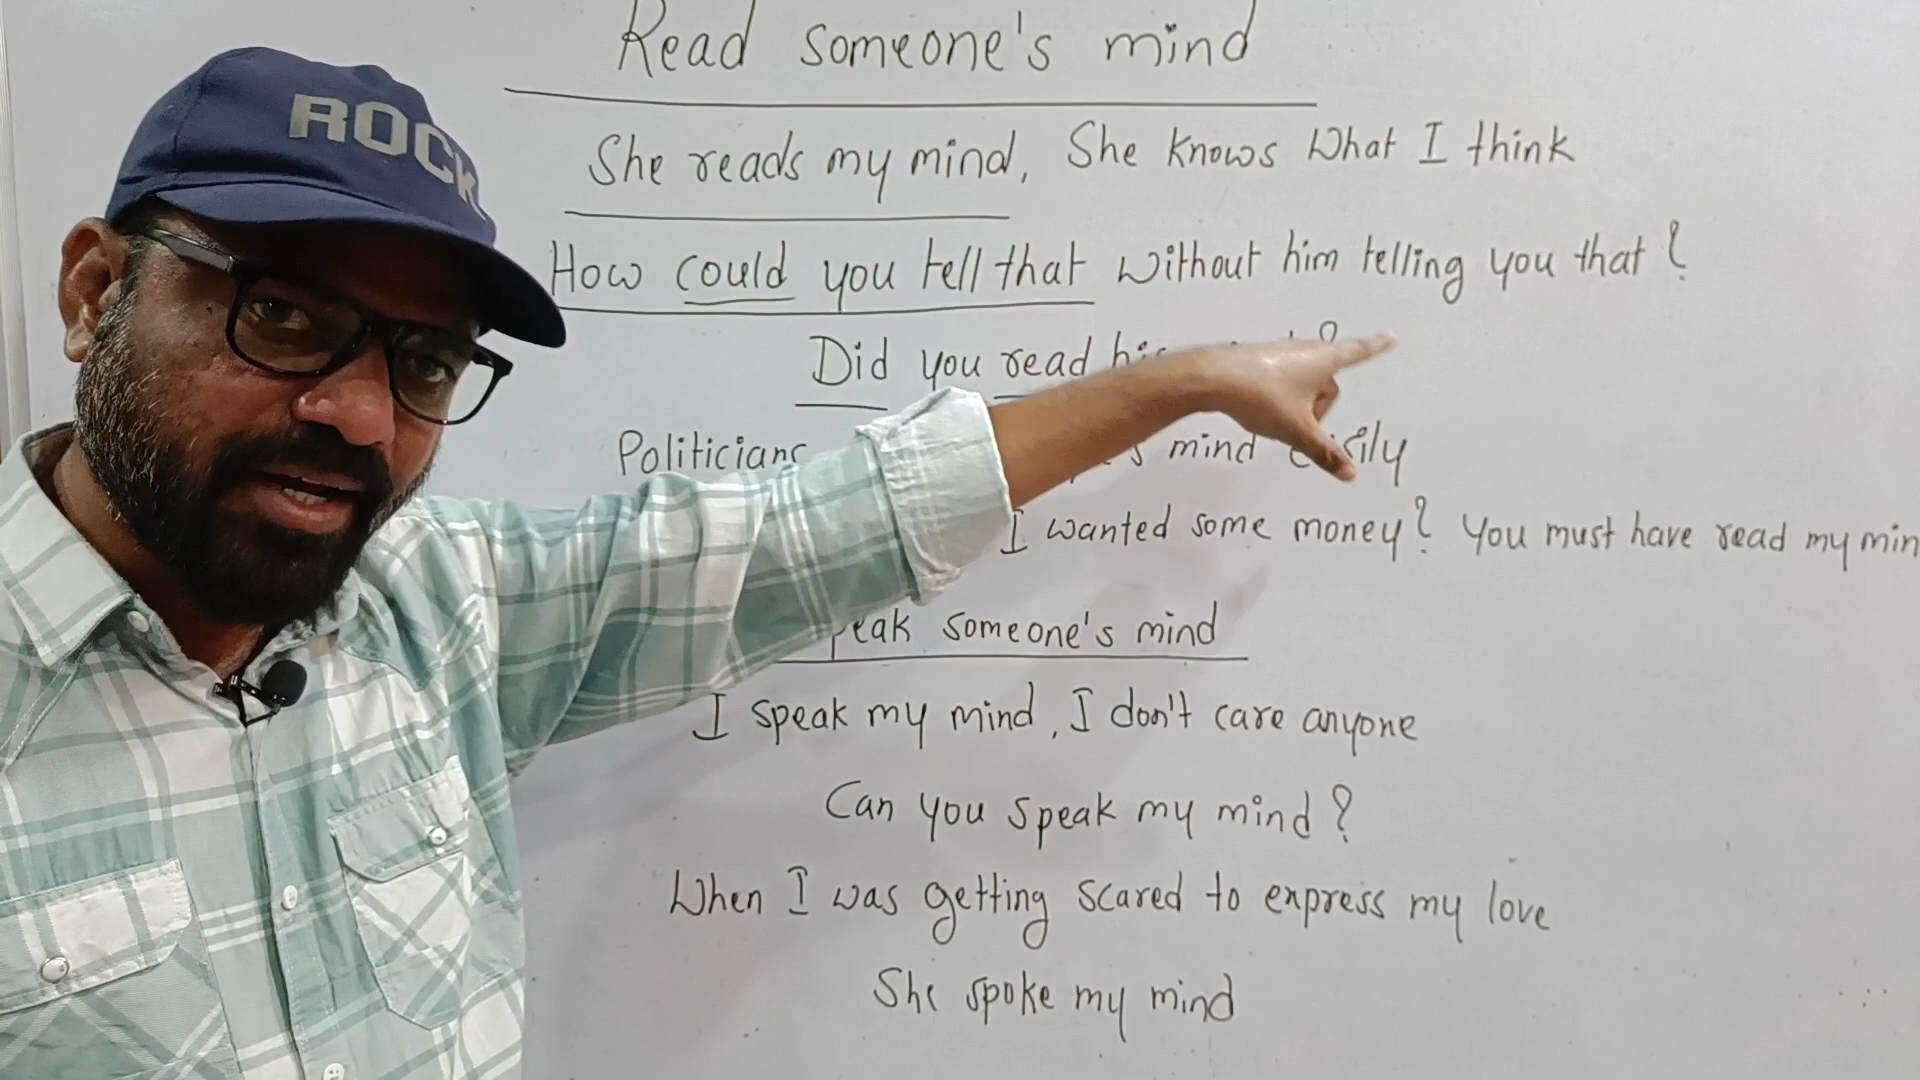 ROCK
Read someone's mind
She reads my mind, She knows what I think
How could you tell that without him telling you that?
Did you read ?
Politicians mind
I wanted some money? You must have read my
someone's mind
I speak my mind, I don't care anyone
Can you speak my mind?
When I was getting scared to express my love
She spoke my mind